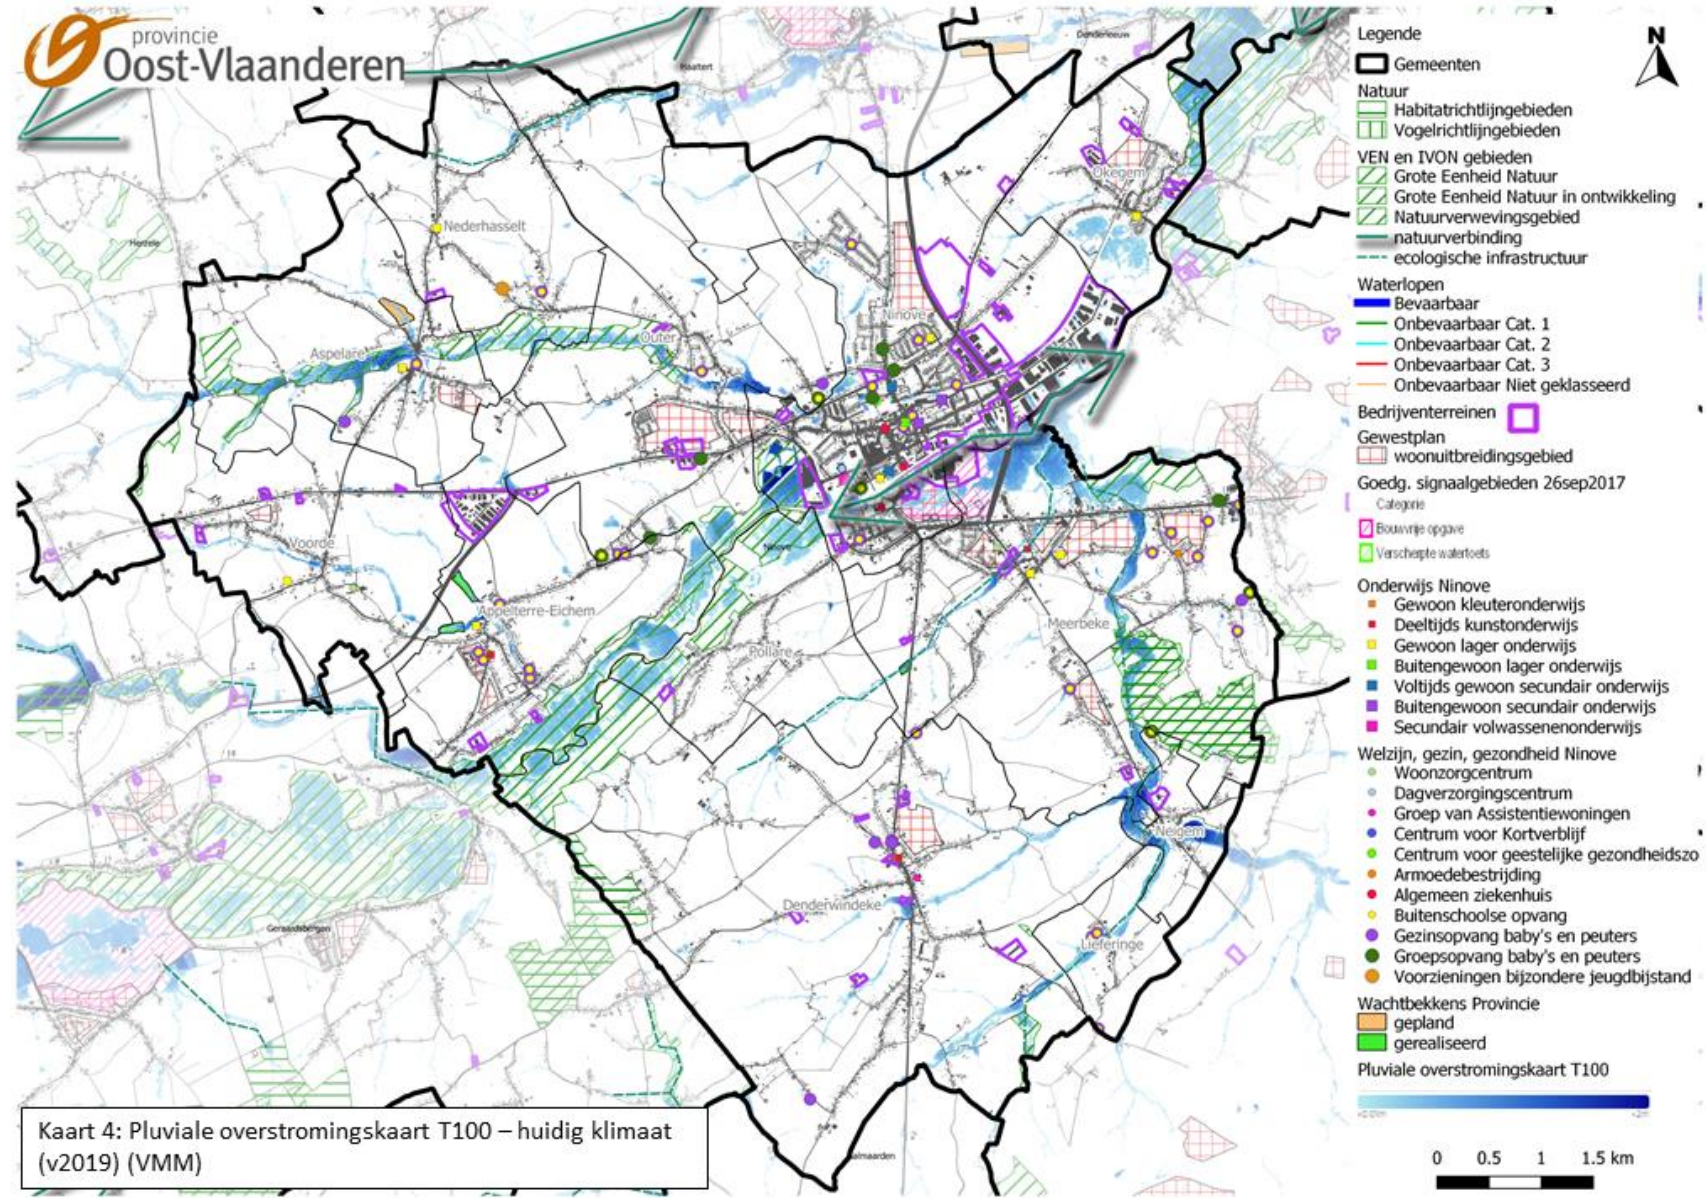 provincie
Oost-Vlaanderen
Haaltert
Denderleeuw
Okegem
Nederhasselt
Herzele
Ninove
Outer
Aspelare
Voorde
Ninove
Appelterre-Eichem
Pollare
Meerbeke
Neigem
Denderwindeke
Geraardsbergen
Lieferinge
Kaart 4: Pluviale overstromingskaart T100 – huidig klimaat
(v2019) (VMM)
Legende
N
Gemeenten
Natuur
Habitatrichtlijngebieden
Vogelrichtlijngebieden
VEN en IVON gebieden
Grote Eenheid Natuur
Grote Eenheid Natuur in ontwikkeling
Natuurverwevingsgebied
natuurverbinding
ecologische infrastructuur
Waterlopen
Bevaarbaar
Onbevaarbaar Cat. 1
Onbevaarbaar Cat. 2
Onbevaarbaar Cat. 3
Onbevaarbaar Niet geklasseerd
Bedrijventerreinen
Gewestplan
woonuitbreidingsgebied
Goedg. signaalgebieden 26sep2017
Categorie
Bouwvrije opgave
Verscherpte watertoets
Onderwijs Ninove
Gewoon kleuteronderwijs
Deeltijds kunstonderwijs
Gewoon lager onderwijs
Buitengewoon lager onderwijs
Voltijds gewoon secundair onderwijs
Buitengewoon secundair onderwijs
Secundair volwassenenonderwijs
Welzijn, gezin, gezondheid Ninove
Woonzorgcentrum
Dagverzorgingscentrum
Groep van Assistentiewoningen
Centrum voor Kortverblijf
Centrum voor geestelijke gezondheidszo
Armoedebestrijding
Algemeen ziekenhuis
Buitenschoolse opvang
Gezinsopvang baby's en peuters
Groepsopvang baby's en peuters
Voorzieningen bijzondere jeugdbijstand
Wachtbekkens Provincie
gepland
gerealiseerd
Pluviale overstromingskaart T100
0 0.5 1 1.5 km